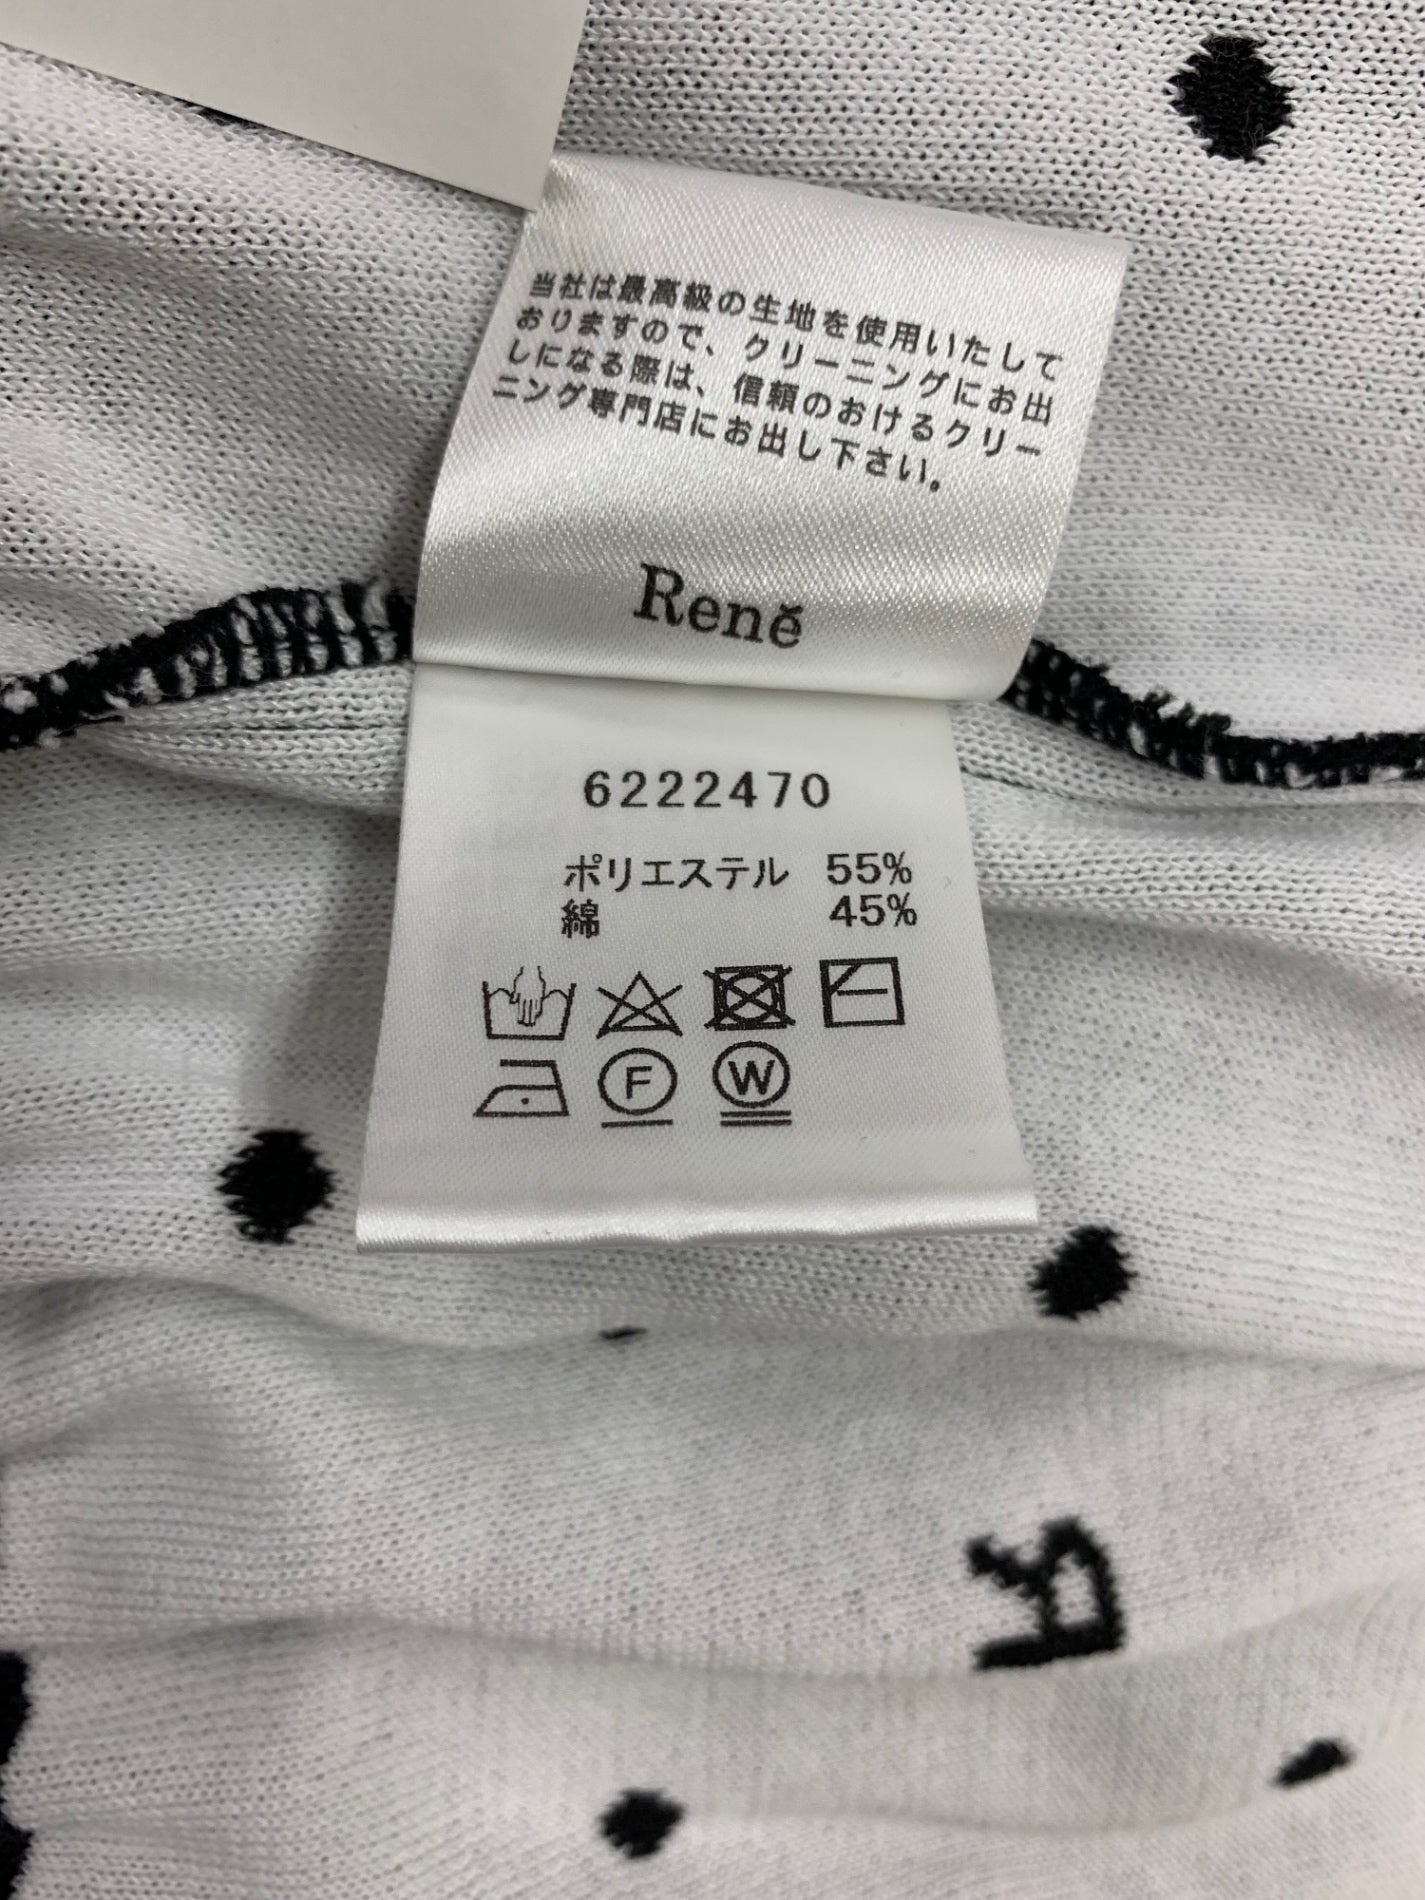 当社は最高級の生地を使用いたして
おりますので、クリーニングにお出
しになる際は、信頼のおけるクリー
ニング専門店にお出し下さい。
Renĕ
6222470
ポリエステル 55%
綿 45%
F W